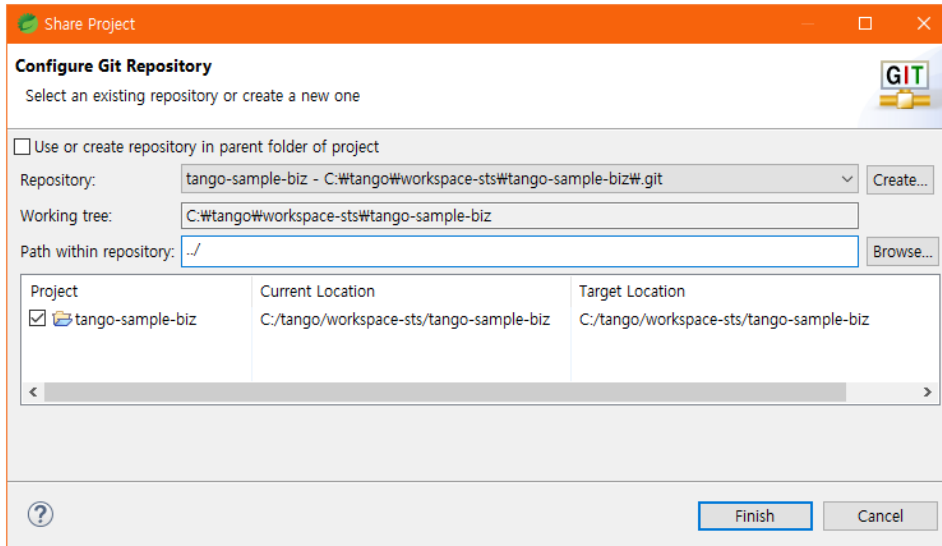 Share Project
Configure Git Repository
Select an existing repository or create a new one
GIT
Use or create repository in parent folder of project
Repository: tango-sample-biz - C:₩tango₩workspace-sts₩tango-sample-biz₩.git Create...
Working tree: C:₩tango₩workspace-sts₩tango-sample-biz
Path within repository: ../ Browse...
Project Current Location Target Location
tango-sample-biz C:/tango/workspace-sts/tango-sample-biz C:/tango/workspace-sts/tango-sample-biz
? Finish Cancel